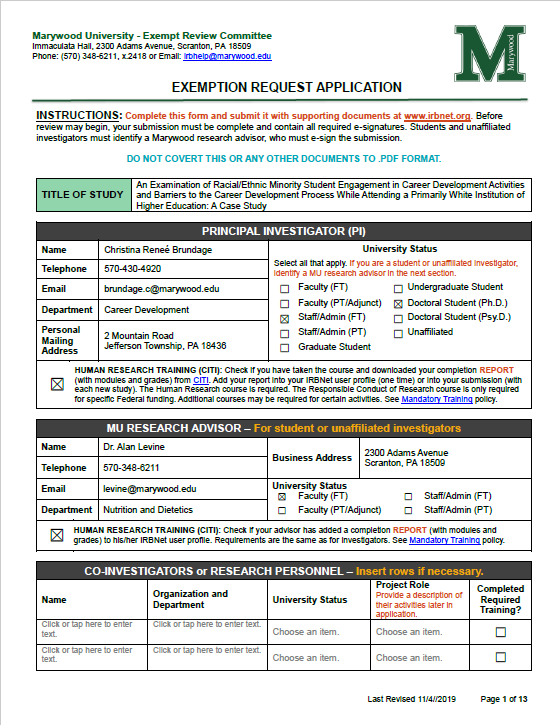 Marywood University - Exempt Review Committee
Immaculata Hall, 2300 Adams Avenue, Scranton, PA 18509
Phone: (570) 348-6211, x.2418 or Email: irbhelp@marywood.edu
M
Marywood
EXEMPTION REQUEST APPLICATION
INSTRUCTIONS: Complete this form and submit it with supporting documents at www.irbnet.org. Before
review may begin, your submission must be complete and contain all required e-signatures. Students and unaffiliated
investigators must identify a Marywood research advisor, who must e-sign the submission.
DO NOT COVERT THIS OR ANY OTHER DOCUMENTS TO .PDF FORMAT.
TITLE OF STUDY
An Examination of Racial/Ethnic Minority Student Engagement in Career Development Activities
and Barriers to the Career Development Process While Attending a Primarily White Institution of
Higher Education: A Case Study
PRINCIPAL INVESTIGATOR (PI)
Name
Christina Reneé Brundage
Telephone
570-430-4920
Email
brundage.c@marywood.edu
Department
Career Development
Personal
Mailing
Address
2 Mountain Road
Jefferson Township, PA 18436
University Status
Select all that apply. If you are a student or unaffiliated investigator,
identify a MU research advisor in the next section.
☐ Faculty (FT) ☐ Undergraduate Student
☐ Faculty (PT/Adjunct) ☒ Doctoral Student (Ph.D.)
☒ Staff/Admin (FT) ☐ Doctoral Student (Psy.D.)
☐ Staff/Admin (PT) ☐ Unaffiliated
☐ Graduate Student
☒ HUMAN RESEARCH TRAINING (CITI): Check if you have taken the course and downloaded your completion REPORT
(with modules and grades) from CITI. Add your report into your IRBNet user profile (one time) or into your submission (with
each new study). The Human Research course is required. The Responsible Conduct of Research course is only required
for specific Federal funding. Additional courses may be required for certain activities. See Mandatory Training policy.
MU RESEARCH ADVISOR – For student or unaffiliated investigators
Name
Dr. Alan Levine
Telephone
570-348-6211
Business Address
2300 Adams Avenue
Scranton, PA 18509
Email
levine@marywood.edu
Department
Nutrition and Dietetics
University Status
☒ Faculty (FT) ☐ Staff/Admin (FT)
☐ Faculty (PT/Adjunct) ☐ Staff/Admin (PT)
☒ HUMAN RESEARCH TRAINING (CITI): Check if your advisor has added a completion REPORT (with modules and
grades) to his/her IRBNet user profile. Requirements are the same as for investigators. See Mandatory Training policy.
CO-INVESTIGATORS or RESEARCH PERSONNEL – Insert rows if necessary.
Name
Organization and
Department
University Status
Project Role
Provide a description of
their activities later in
application.
Completed
Required
Training?
Click or tap here to enter
text.
Click or tap here to enter text.
Choose an item.
Choose an item.
☐
Click or tap here to enter
text.
Click or tap here to enter text.
Choose an item.
Choose an item.
☐
Last Revised 11/4//2019 Page 1 of 13